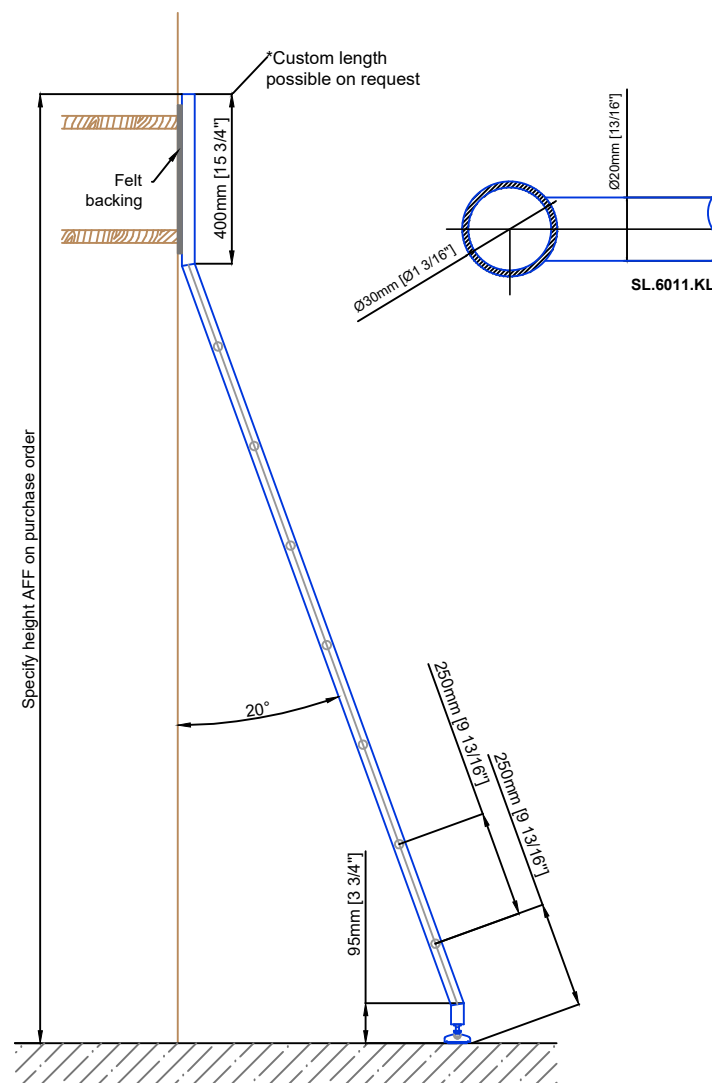 *Custom length
possible on request
Felt
backing
400mm [15 3/4"]
Ø20mm [13/16"]
Ø30mm [Ø1 3/16"]
SL.6011.KL
Specify height AFF on purchase order
20°
250mm [9 13/16"]
250mm [9 13/16"]
95mm [3 3/4"]